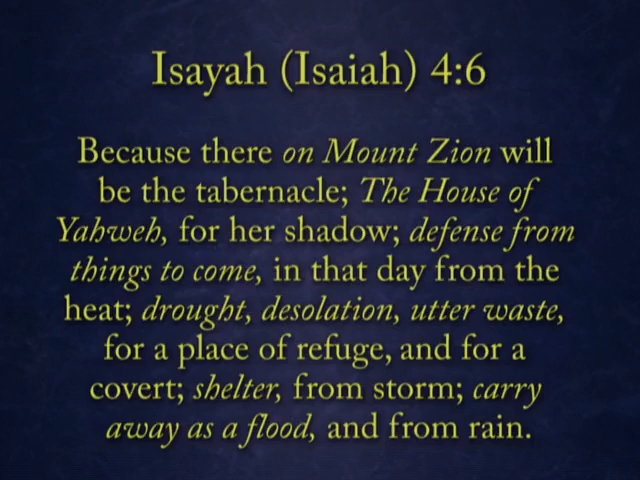 Isayah (Isaiah) 4:6
Because there on Mount Zion will
be the tabernacle; The House of
Yahweh, for her shadow; defense from
things to come, in that day from the
heat; drought, desolation, utter waste,
for a place of refuge, and for a
covert; shelter, from storm; carry
away as a flood, and from rain.